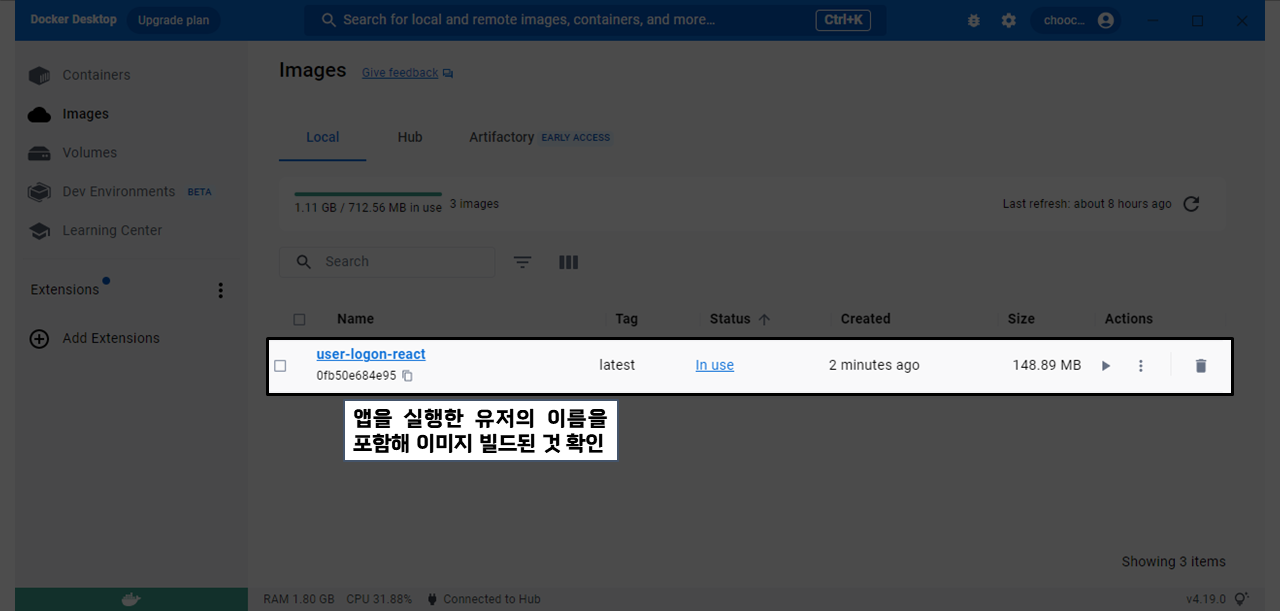 Docker Desktop Upgrade plan Search for local and remote images, containers, and more... Ctrl+K chooc...
Containers
Images
Volumes
Dev Environments BETA
Learning Center
Extensions
Add Extensions
Images Give feedback
Local Hub Artifactory EARLY ACCESS
1.11 GB / 712.56 MB in use 3 images Last refresh: about 8 hours ago
Search
Name Tag Status Created Size Actions
user-logon-react
0fb50e684e95
latest In use 2 minutes ago 148.89 MB
앱을 실행한 유저의 이름을
포함해 이미지 빌드된 것 확인
Showing 3 items
RAM 1.80 GB CPU 31.88% Connected to Hub v4.19.0